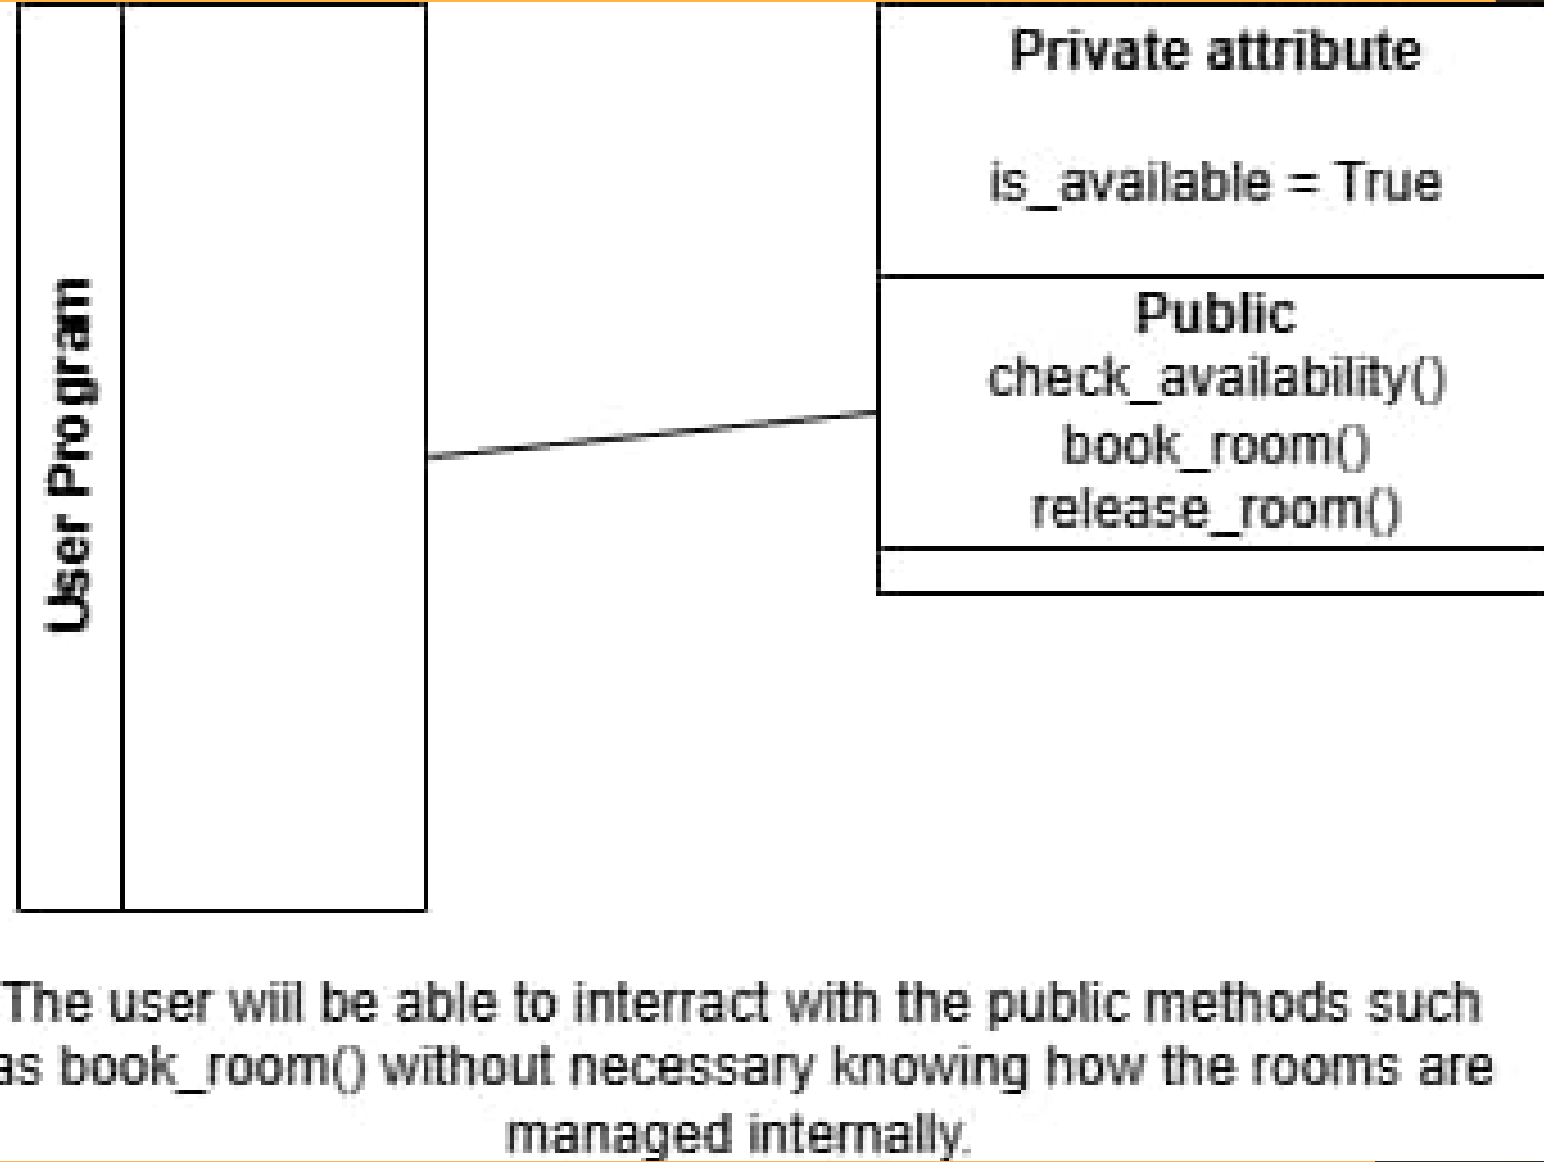 Private attribute
is_available = True
Public
check_availability()
book_room()
release_room()
User Program
The user wiil be able to interract with the public methods such
as book_room() without necessary knowing how the rooms are
managed internally.